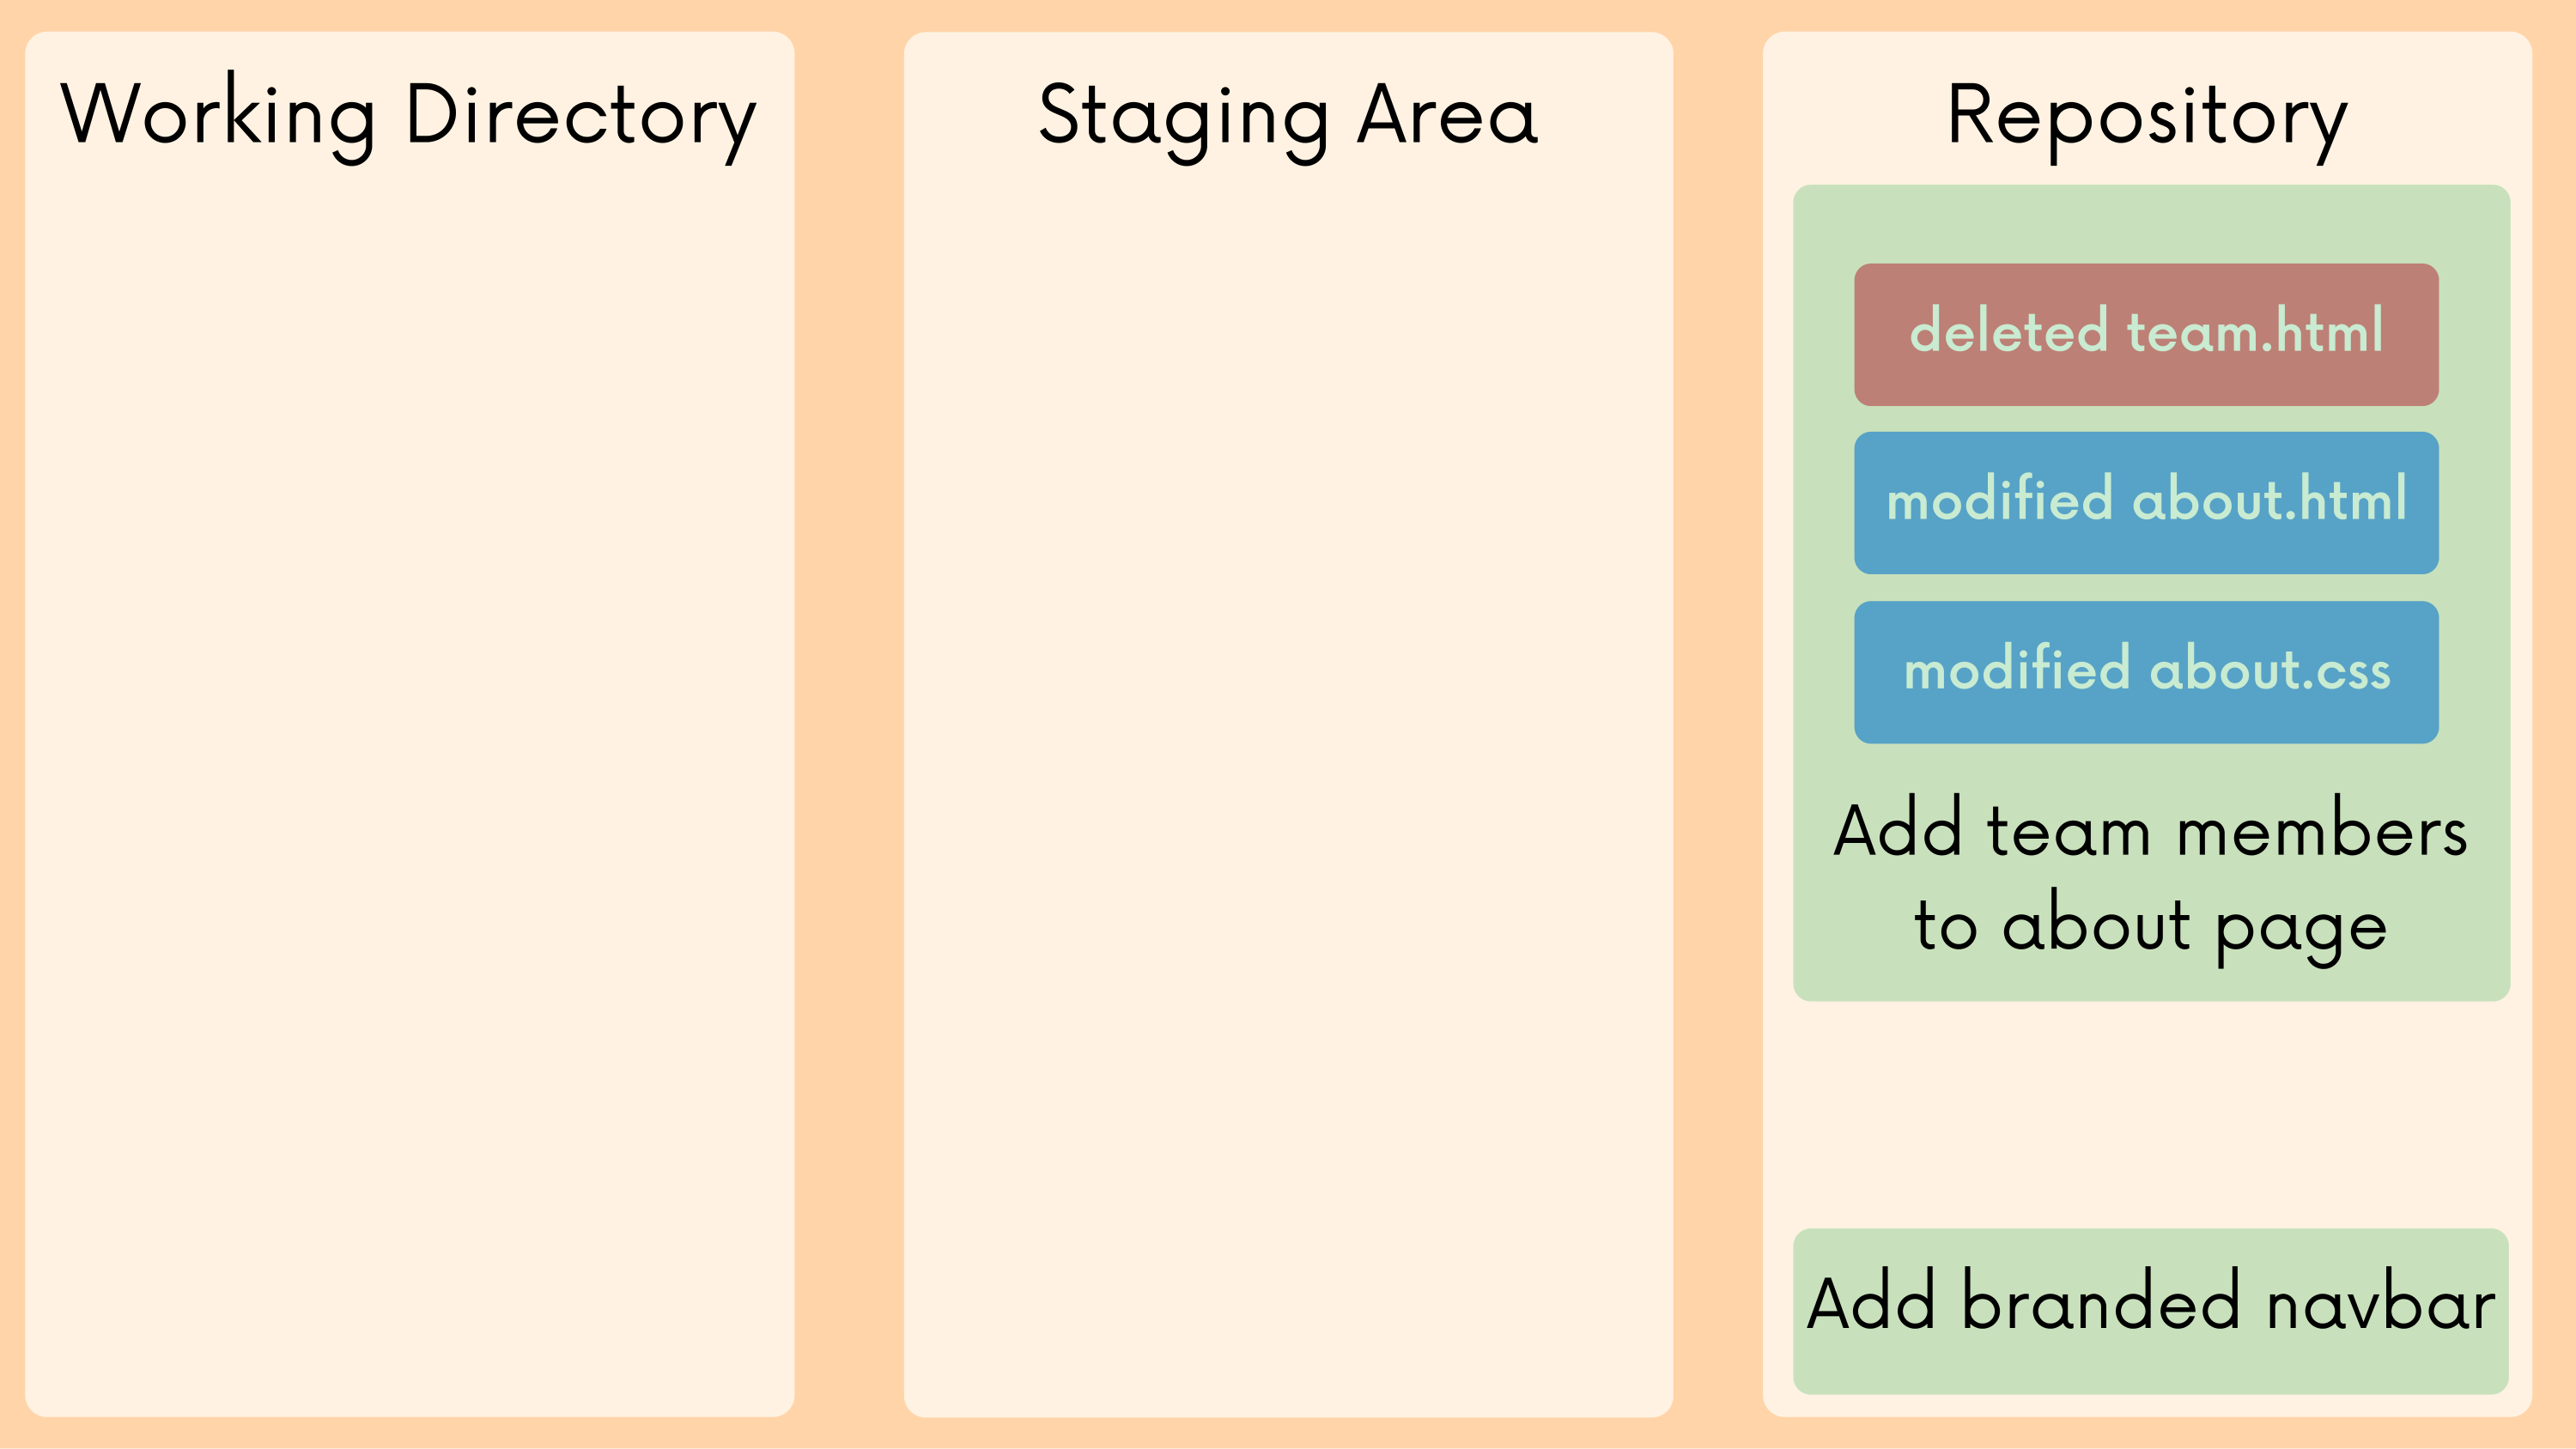 Working Directory
Staging Area
Repository
deleted team.html
modified about.html
modified about.css
Add team members
to about page
Add branded navbar